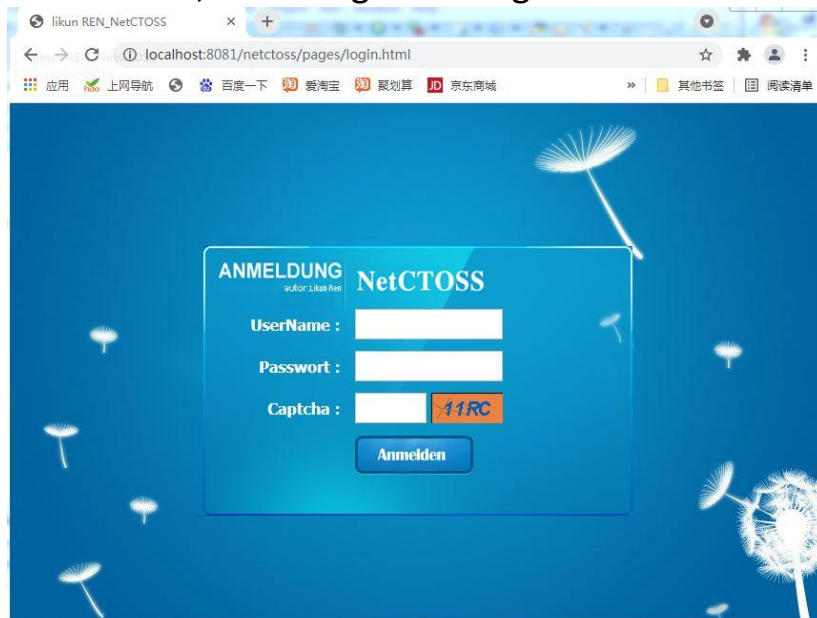 likun REN_NetCTOSS
localhost:8081/netctoss/pages/login.html
应用 上网导航 百度一下 爱淘宝 聚划算 JD 京东商城 » 其他书签 阅读清单
ANMELDUNG
autor:Likun Ren
NetCTOSS
UserName :
Passwort :
Captcha : 11RC
Anmelden